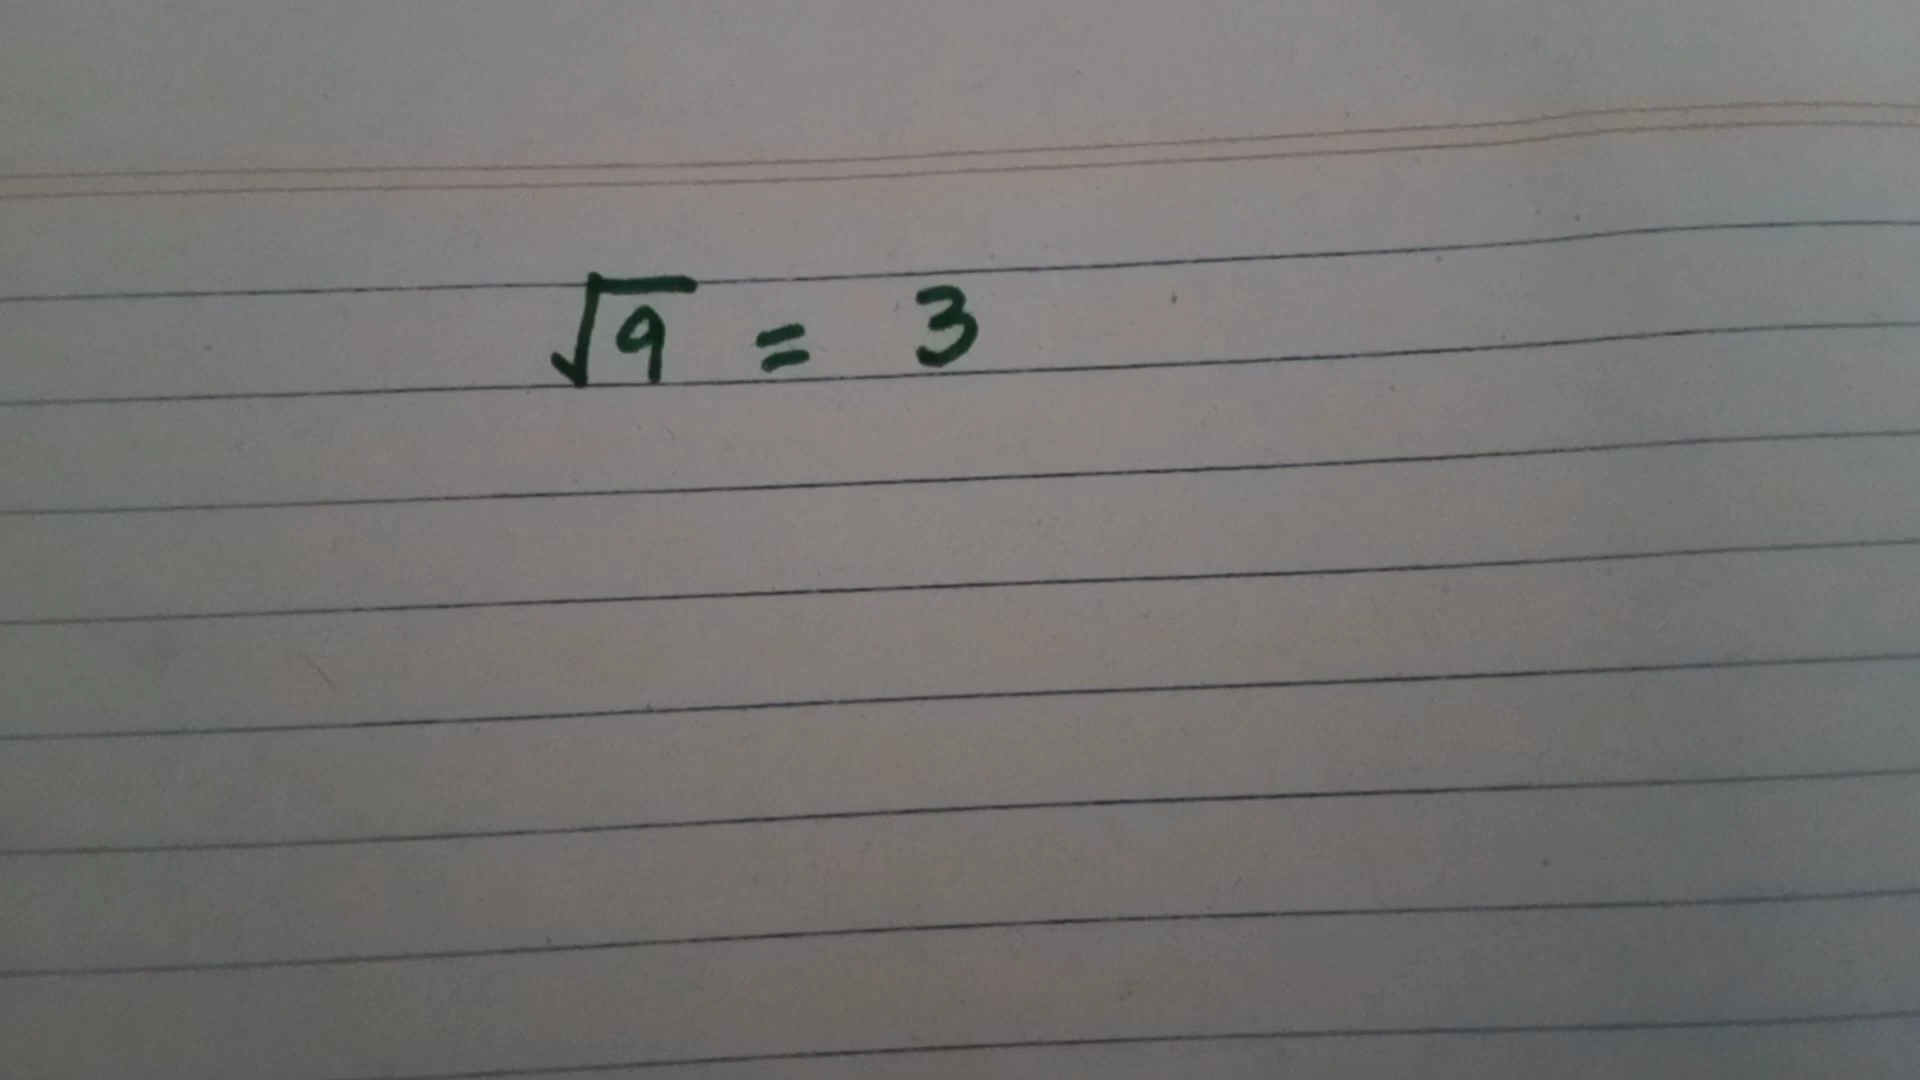 √9 = 3